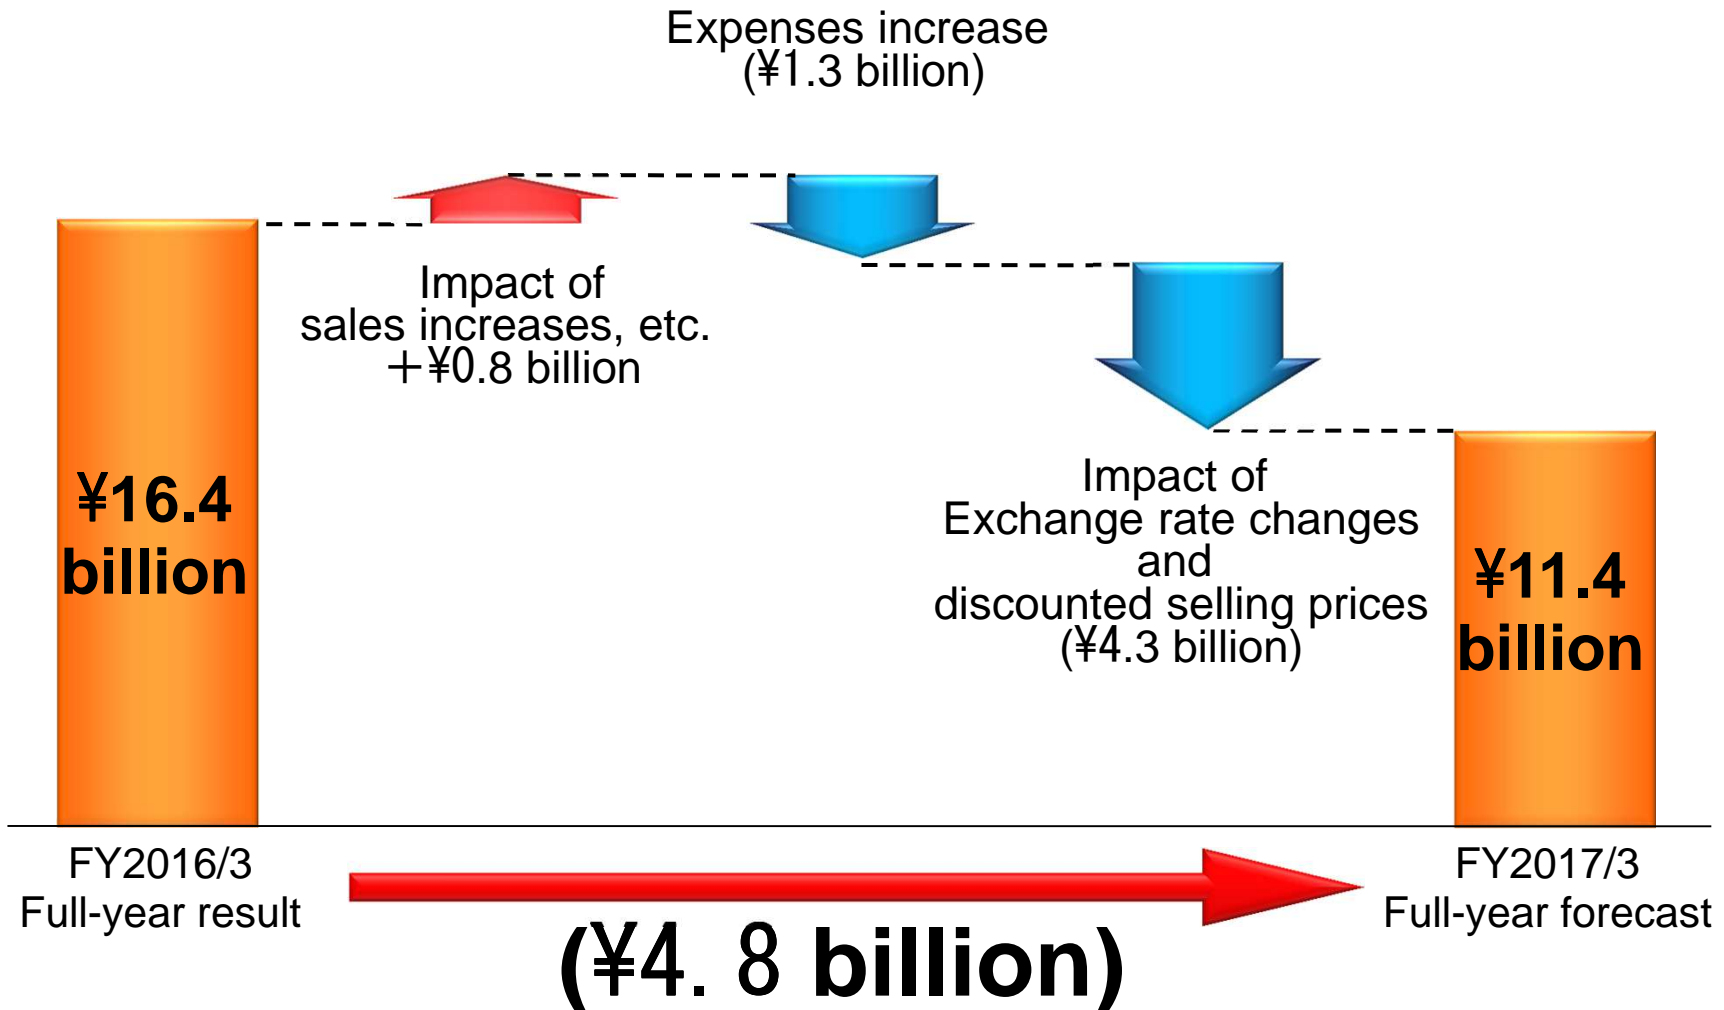 Expenses increase
(¥1.3 billion)
Impact of
sales increases, etc.
+¥0.8 billion
Impact of
Exchange rate changes
and
discounted selling prices
(¥4.3 billion)
¥16.4
billion
¥11.4
billion
FY2016/3
Full-year result
FY2017/3
Full-year forecast
(¥4. 8 billion)